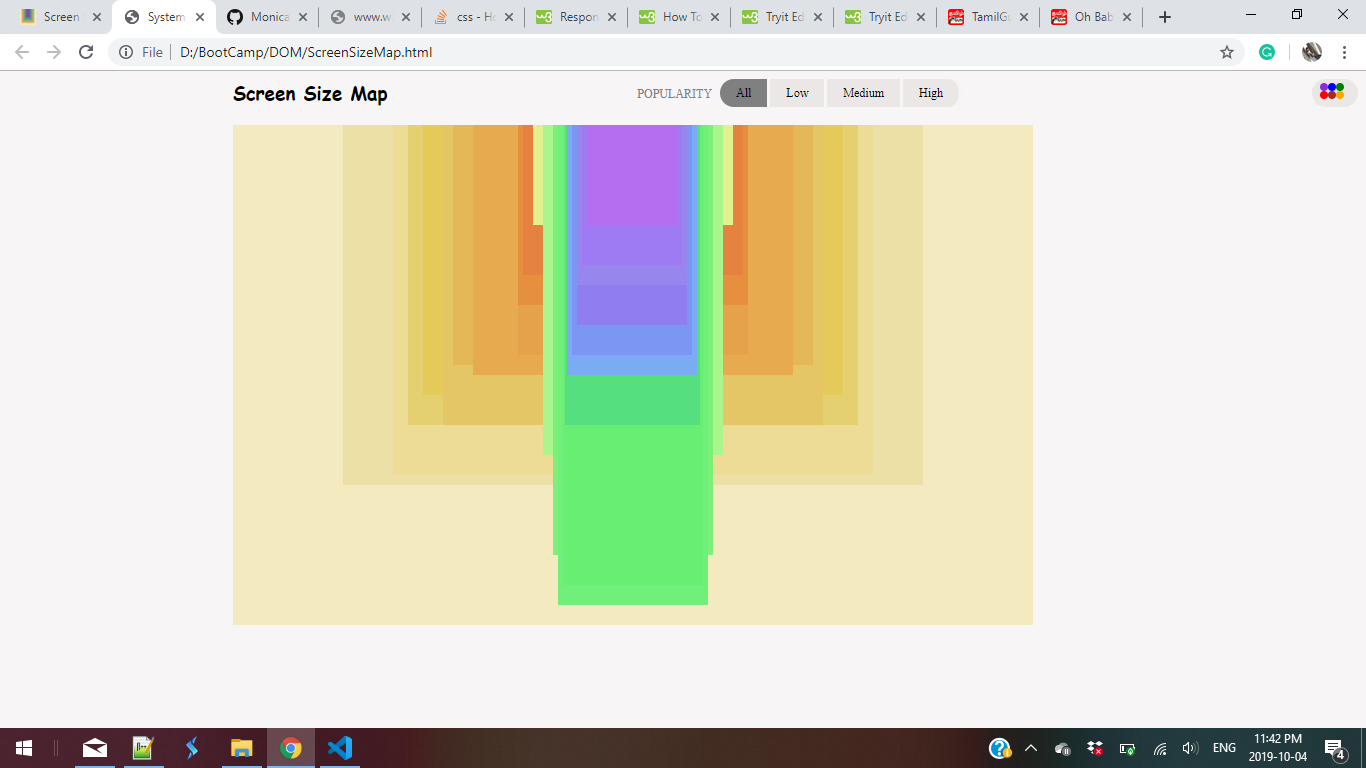 Screen
System
Monica
www.w
css - Ho
Respon
How To
Tryit Ed
Tryit Ed
TamilGu
Oh Bab
File D:/BootCamp/DOM/ScreenSizeMap.html
Screen Size Map POPULARITY All Low Medium High
ENG 11:42 PM
2019-10-04
4